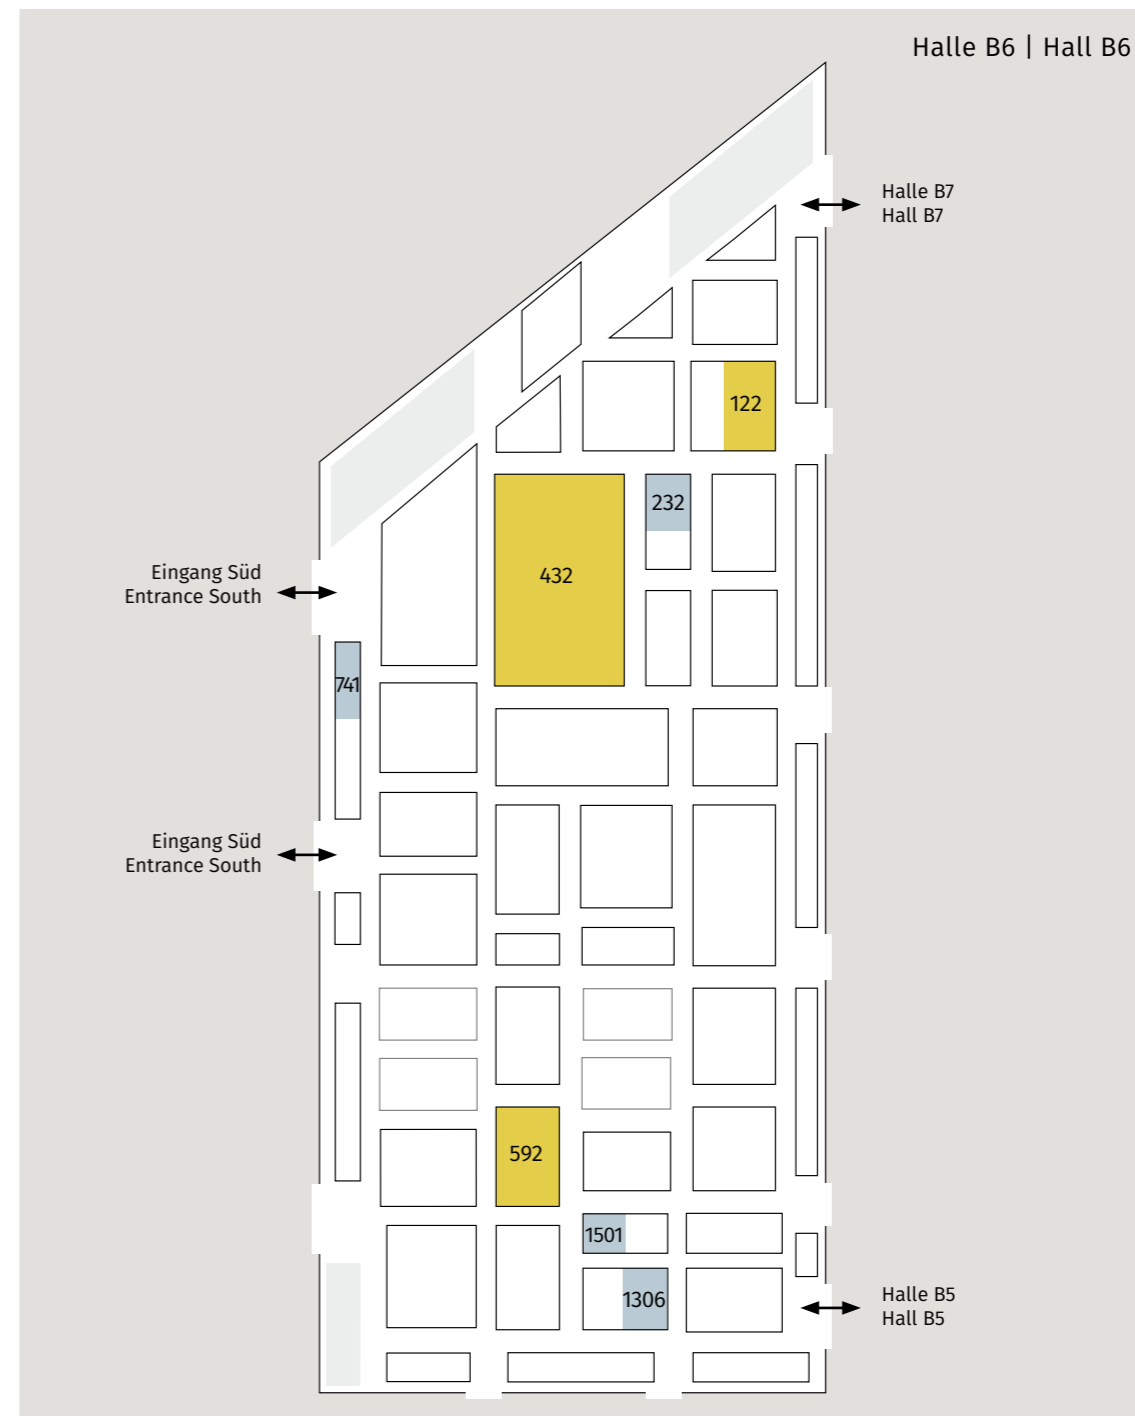 Halle B6 | Hall B6
Halle B7
Hall B7
122
232
432
Eingang Süd
Entrance South
741
Eingang Süd
Entrance South
592
1501
1306
Halle B5
Hall B5